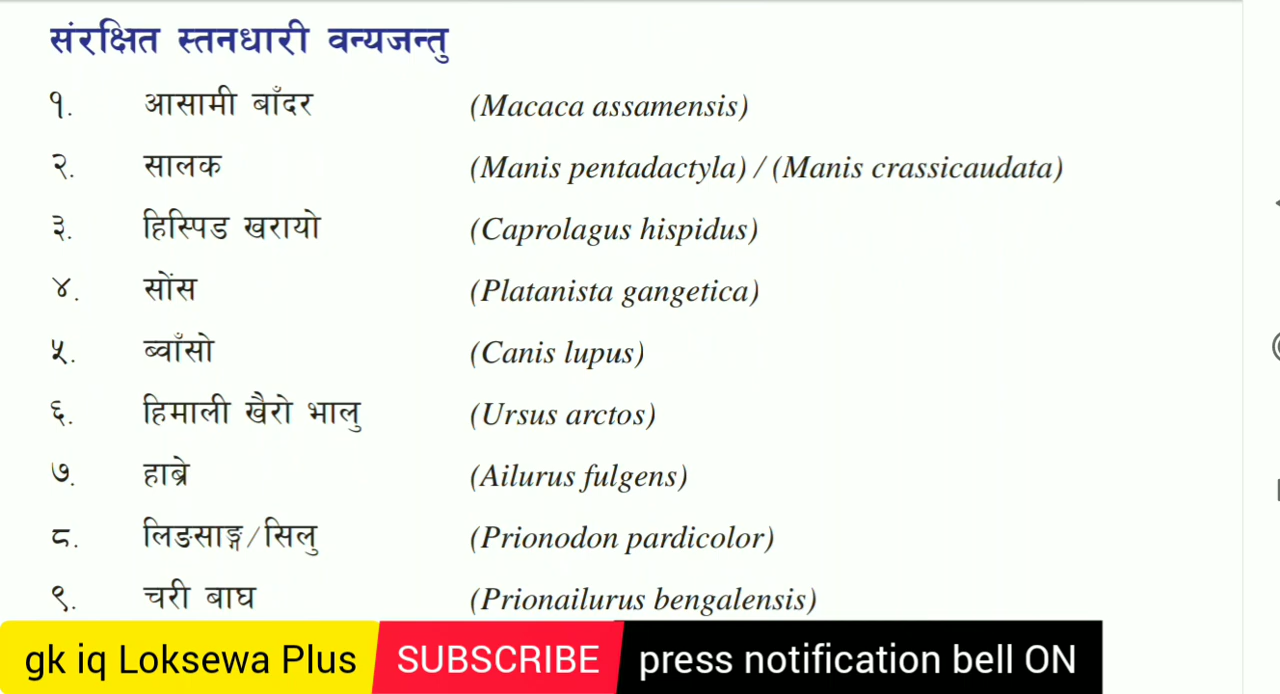 संरक्षित स्तनधारी वन्यजन्तु
१. आसामी बाँदर (Macaca assamensis)
२. सालक (Manis pentadactyla) / (Manis crassicaudata)
३. हिस्पिड खरायो (Caprolagus hispidus)
४. सोंस (Platanista gangetica)
५. ब्वाँसो (Canis lupus)
६. हिमाली खैरो भालु (Ursus arctos)
७. हाब्रे (Ailurus fulgens)
८. लिङसाङ्ग/सिलु (Prionodon pardicolor)
९. चरी बाघ (Prionailurus bengalensis)
gk iq Loksewa Plus SUBSCRIBE press notification bell ON